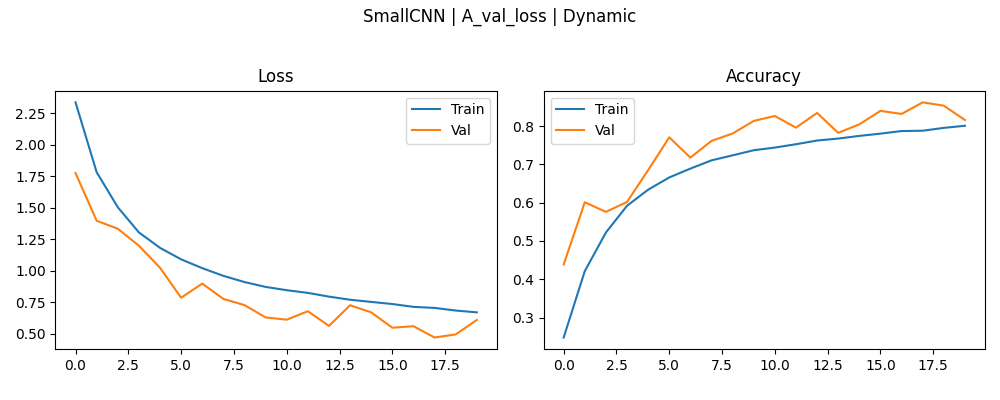 SmallCNN | A_val_loss | Dynamic
Loss
Train
Val
2.25
2.00
1.75
1.50
1.25
1.00
0.75
0.50
0.0 2.5 5.0 7.5 10.0 12.5 15.0 17.5
Accuracy
Train
Val
0.8
0.7
0.6
0.5
0.4
0.3
0.0 2.5 5.0 7.5 10.0 12.5 15.0 17.5